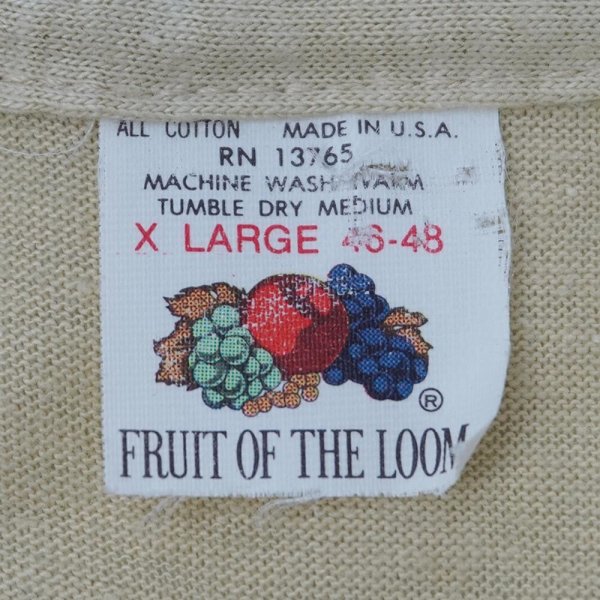 ALL COTTON MADE IN U.S.A.
RN 13765
MACHINE WASH WARM
TUMBLE DRY MEDIUM
X LARGE 46-48
®
FRUIT OF THE LOOM